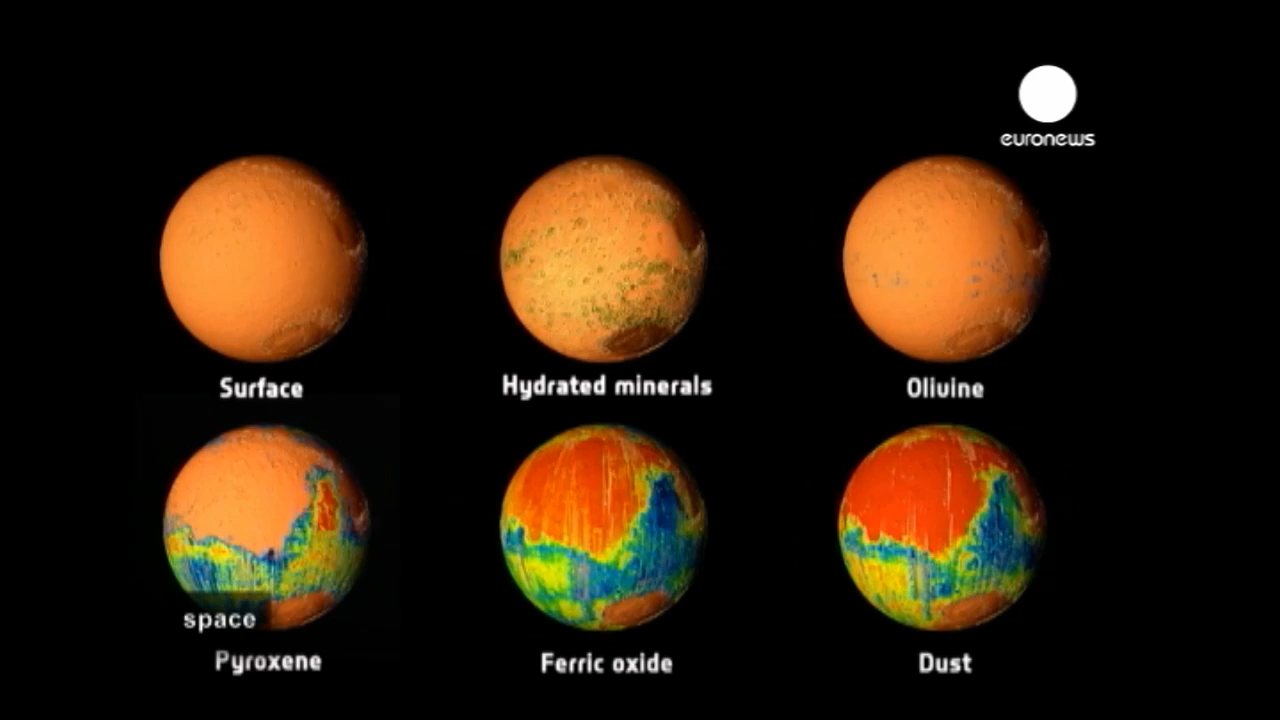 euronews
Surface
Hydrated minerals
Olivine
space
Pyroxene
Ferric oxide
Dust